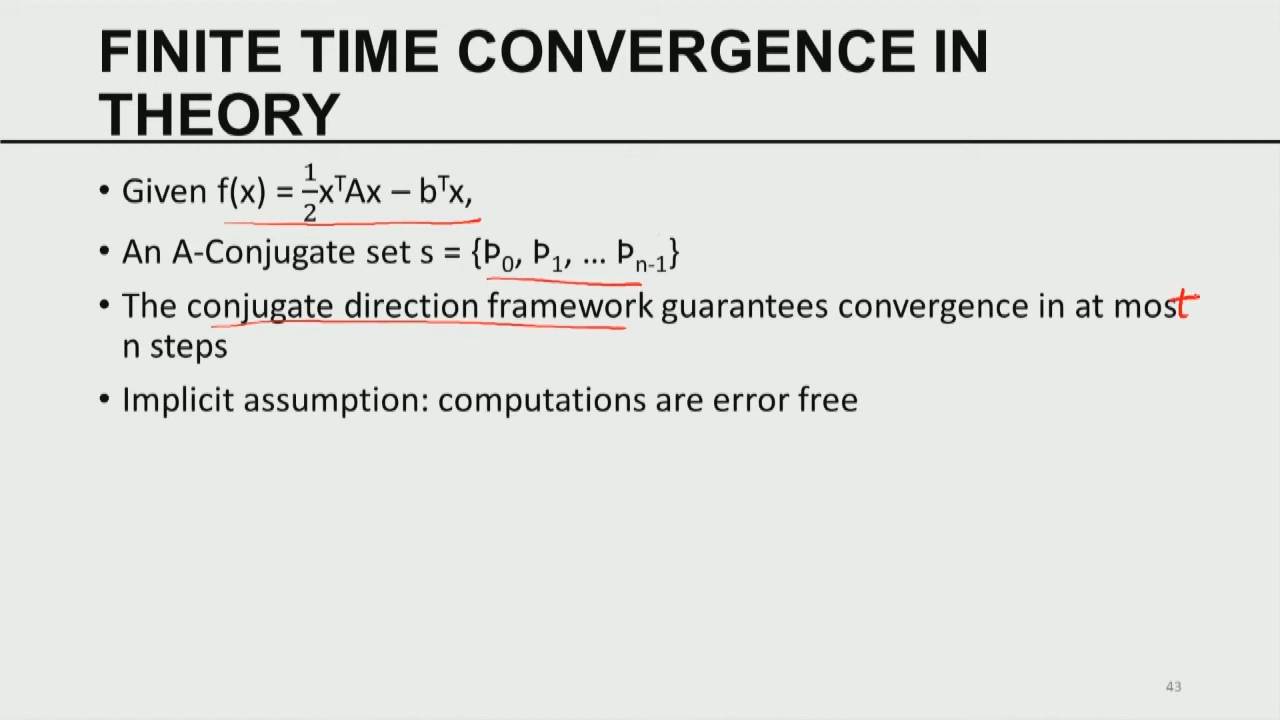 FINITE TIME CONVERGENCE IN
THEORY
• Given f(x) = ½xᵀAx – bᵀx,
• An A-Conjugate set s = {Þ₀, Þ₁, ... Þₙ₋₁}
• The conjugate direction framework guarantees convergence in at most
n steps
• Implicit assumption: computations are error free
43